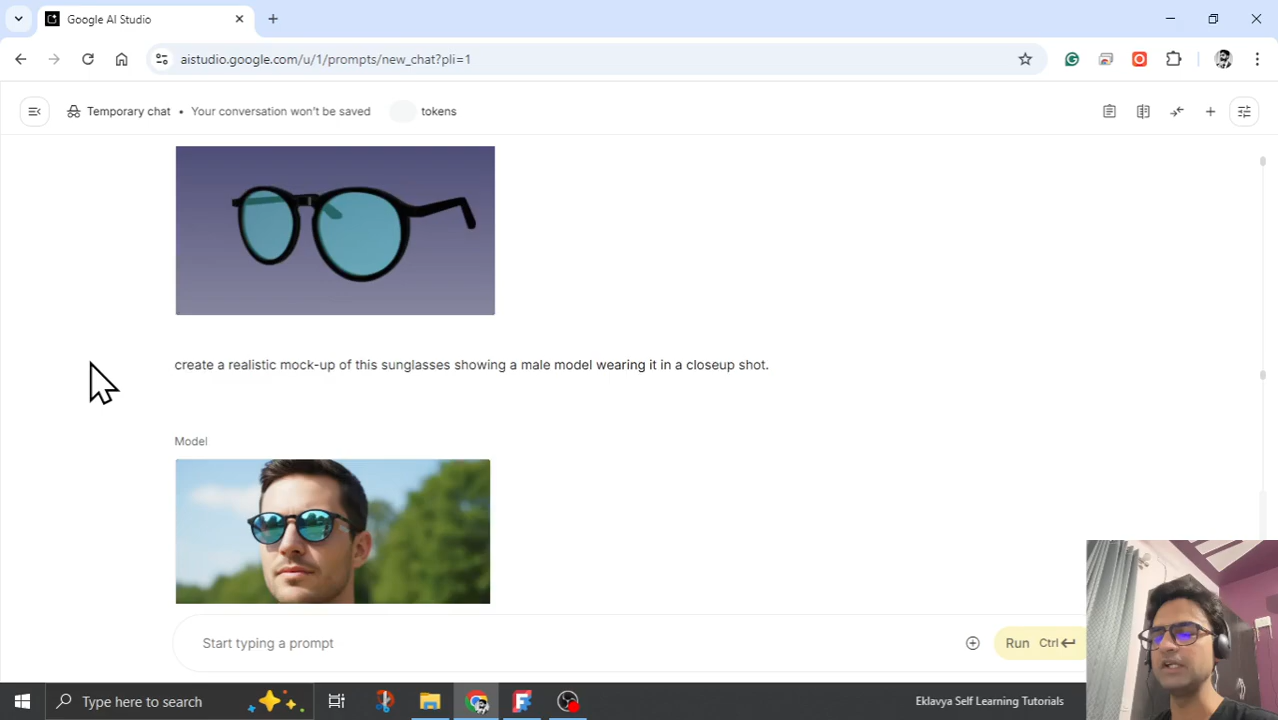 Google AI Studio
aistudio.google.com/u/1/prompts/new_chat?pli=1
Temporary chat • Your conversation won't be saved tokens
create a realistic mock-up of this sunglasses showing a male model wearing it in a closeup shot.
Model
Start typing a prompt
Run Ctrl
Type here to search
Eklavya Self Learning Tutorials